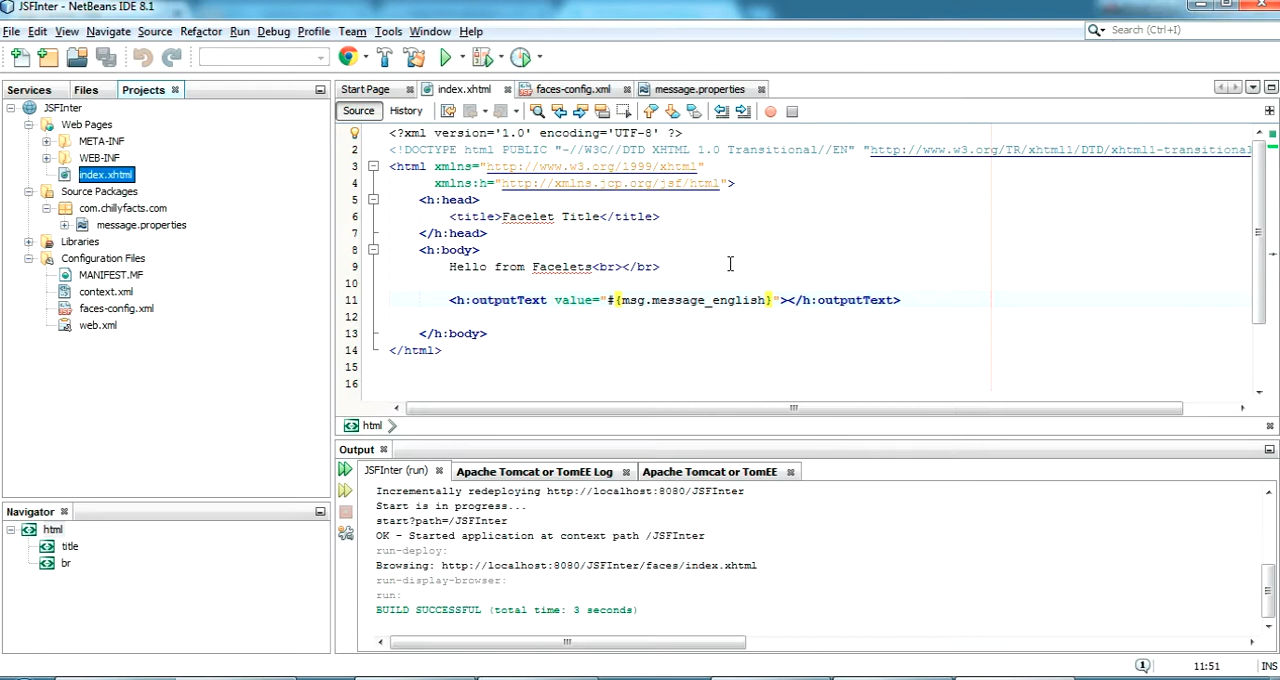 JSFInter - NetBeans IDE 8.1
File Edit View Navigate Source Refactor Run Debug Profile Team Tools Window Help
Search (Ctrl+I)
Services Files Projects
JSFInter
Web Pages
META-INF
WEB-INF
index.xhtml
Source Packages
com.chillyfacts.com
message.properties
Libraries
Configuration Files
MANIFEST.MF
context.xml
faces-config.xml
web.xml
Navigator
html
title
br
Start Page index.xhtml faces-config.xml message.properties
Source History
<?xml version='1.0' encoding='UTF-8' ?>
2 <!DOCTYPE html PUBLIC "-//W3C//DTD XHTML 1.0 Transitional//EN" "http://www.w3.org/TR/xhtml1/DTD/xhtml1-transitional
3 <html xmlns="http://www.w3.org/1999/xhtml"
4 xmlns:h="http://xmlns.jcp.org/jsf/html">
5 <h:head>
6 <title>Facelet Title</title>
7 </h:head>
8 <h:body>
9 Hello from Facelets<br></br>
10
11 <h:outputText value="#{msg.message_english}"></h:outputText>
12
13 </h:body>
14 </html>
15
16
html
Output
JSFInter (run) Apache Tomcat or TomEE Log Apache Tomcat or TomEE
Incrementally redeploying http://localhost:8080/JSFInter
Start is in progress...
start?path=/JSFInter
OK - Started application at context path /JSFInter
run-deploy:
Browsing: http://localhost:8080/JSFInter/faces/index.xhtml
run-display-browser:
run:
BUILD SUCCESSFUL (total time: 3 seconds)
1 11:51 INS